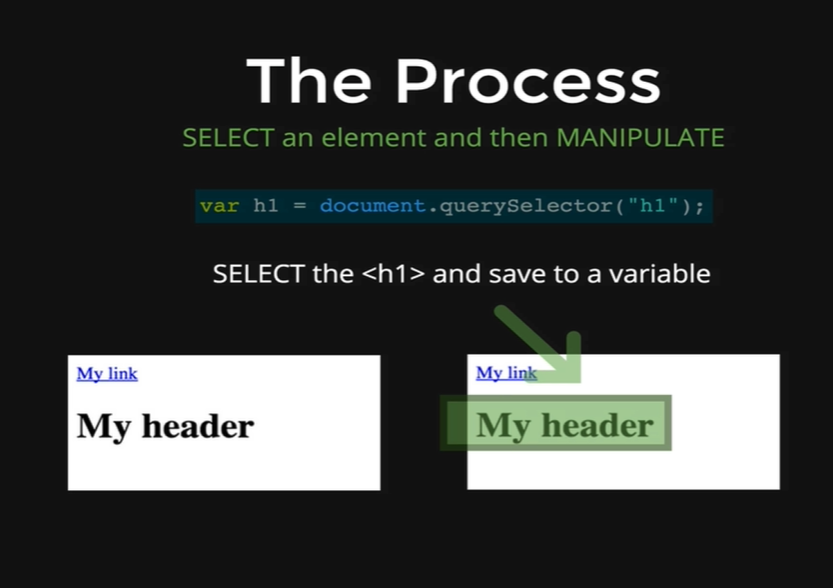 The Process
SELECT an element and then MANIPULATE
var h1 = document.querySelector("h1");
SELECT the <h1> and save to a variable
My link
My header
My link
My header